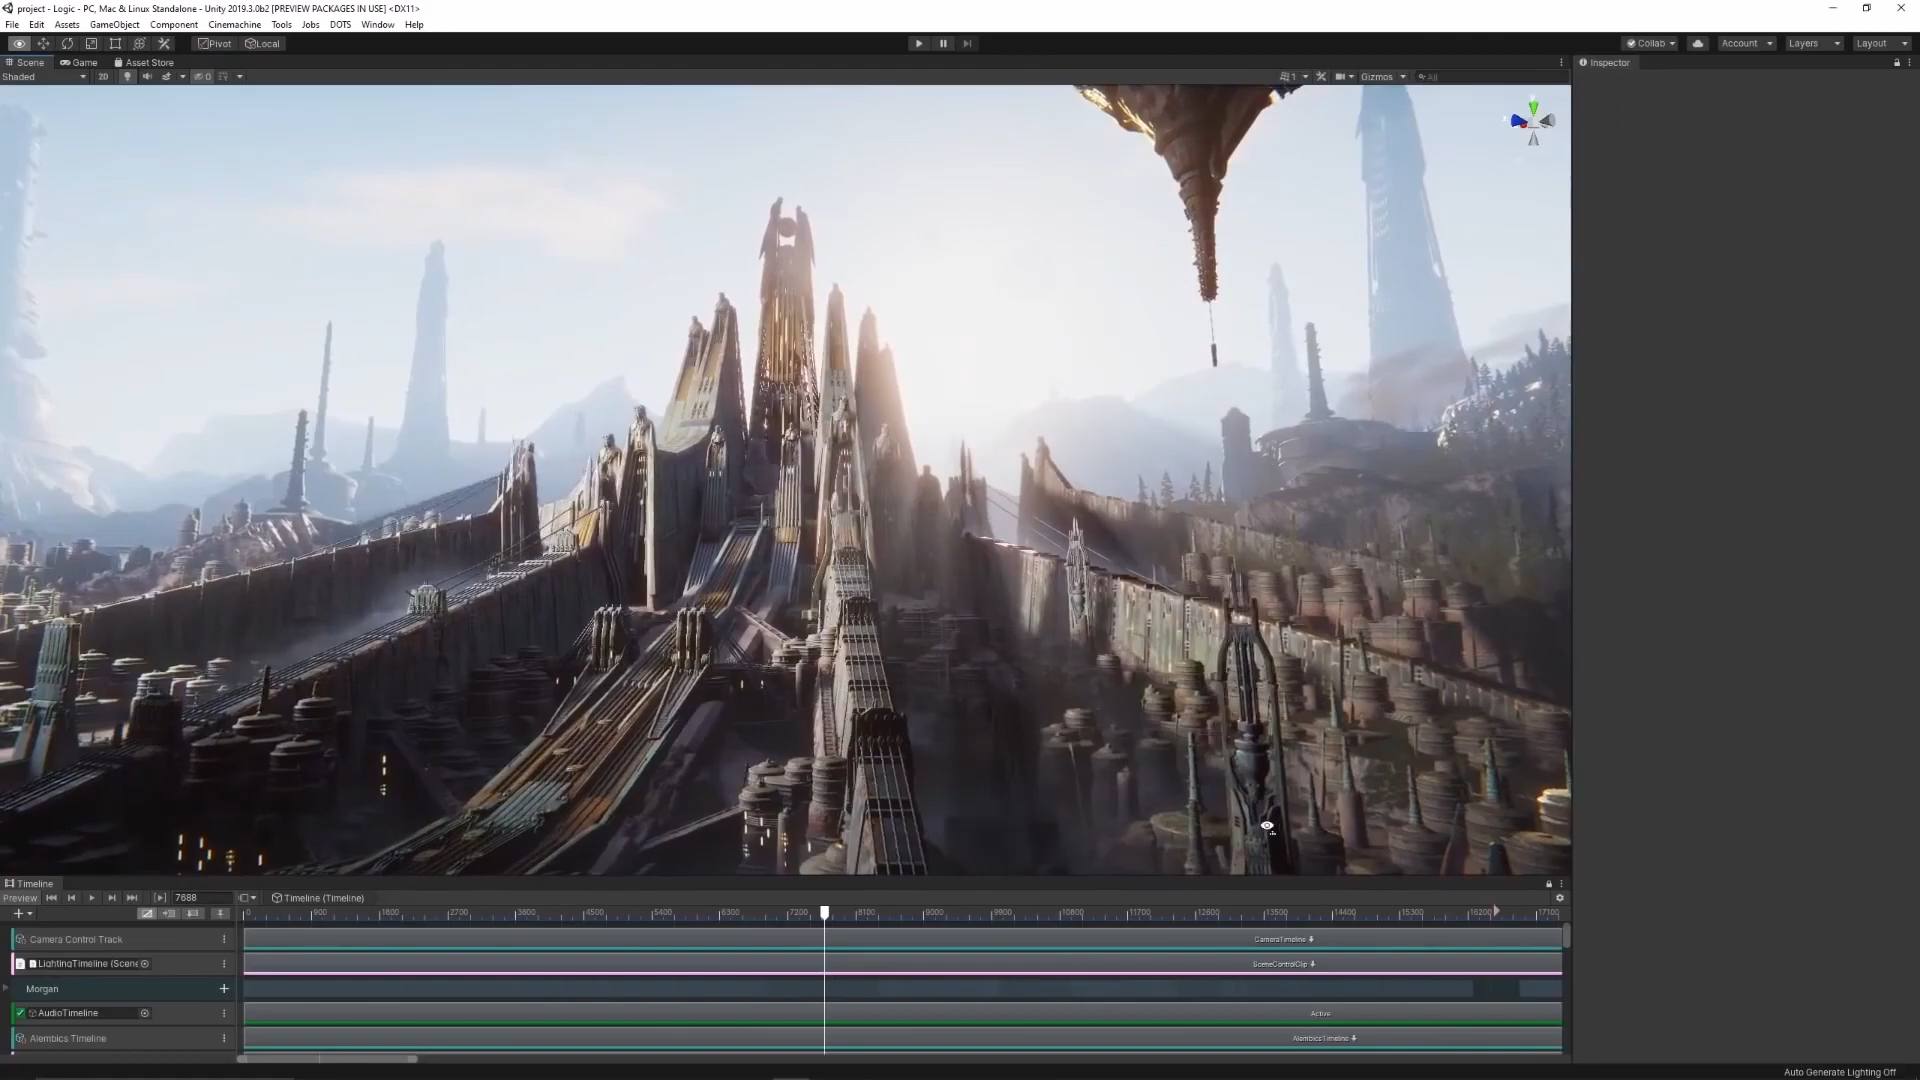 project - Logic - PC, Mac & Linux Standalone - Unity 2019.3.0b2 [PREVIEW PACKAGES IN USE] <DX11>
File Edit Assets GameObject Component Cinemachine Tools Jobs DOTS Window Help
Pivot Local Collab Account Layers Layout
Scene Game Asset Store Inspector
Shaded 2D 0 1 Gizmos All
Timeline
Preview 7688 Timeline (Timeline)
0 900 1800 2700 3600 4500 5400 6300 7200 8100 9000 9900 10800 11700 12600 13500 14400 15300 16200 17100
Camera Control Track CameraTimeline
LightingTimeline (Scene SceneControlClip
Morgan
AudioTimeline Active
Alembics Timeline AlembicsTimeline
Auto Generate Lighting Off